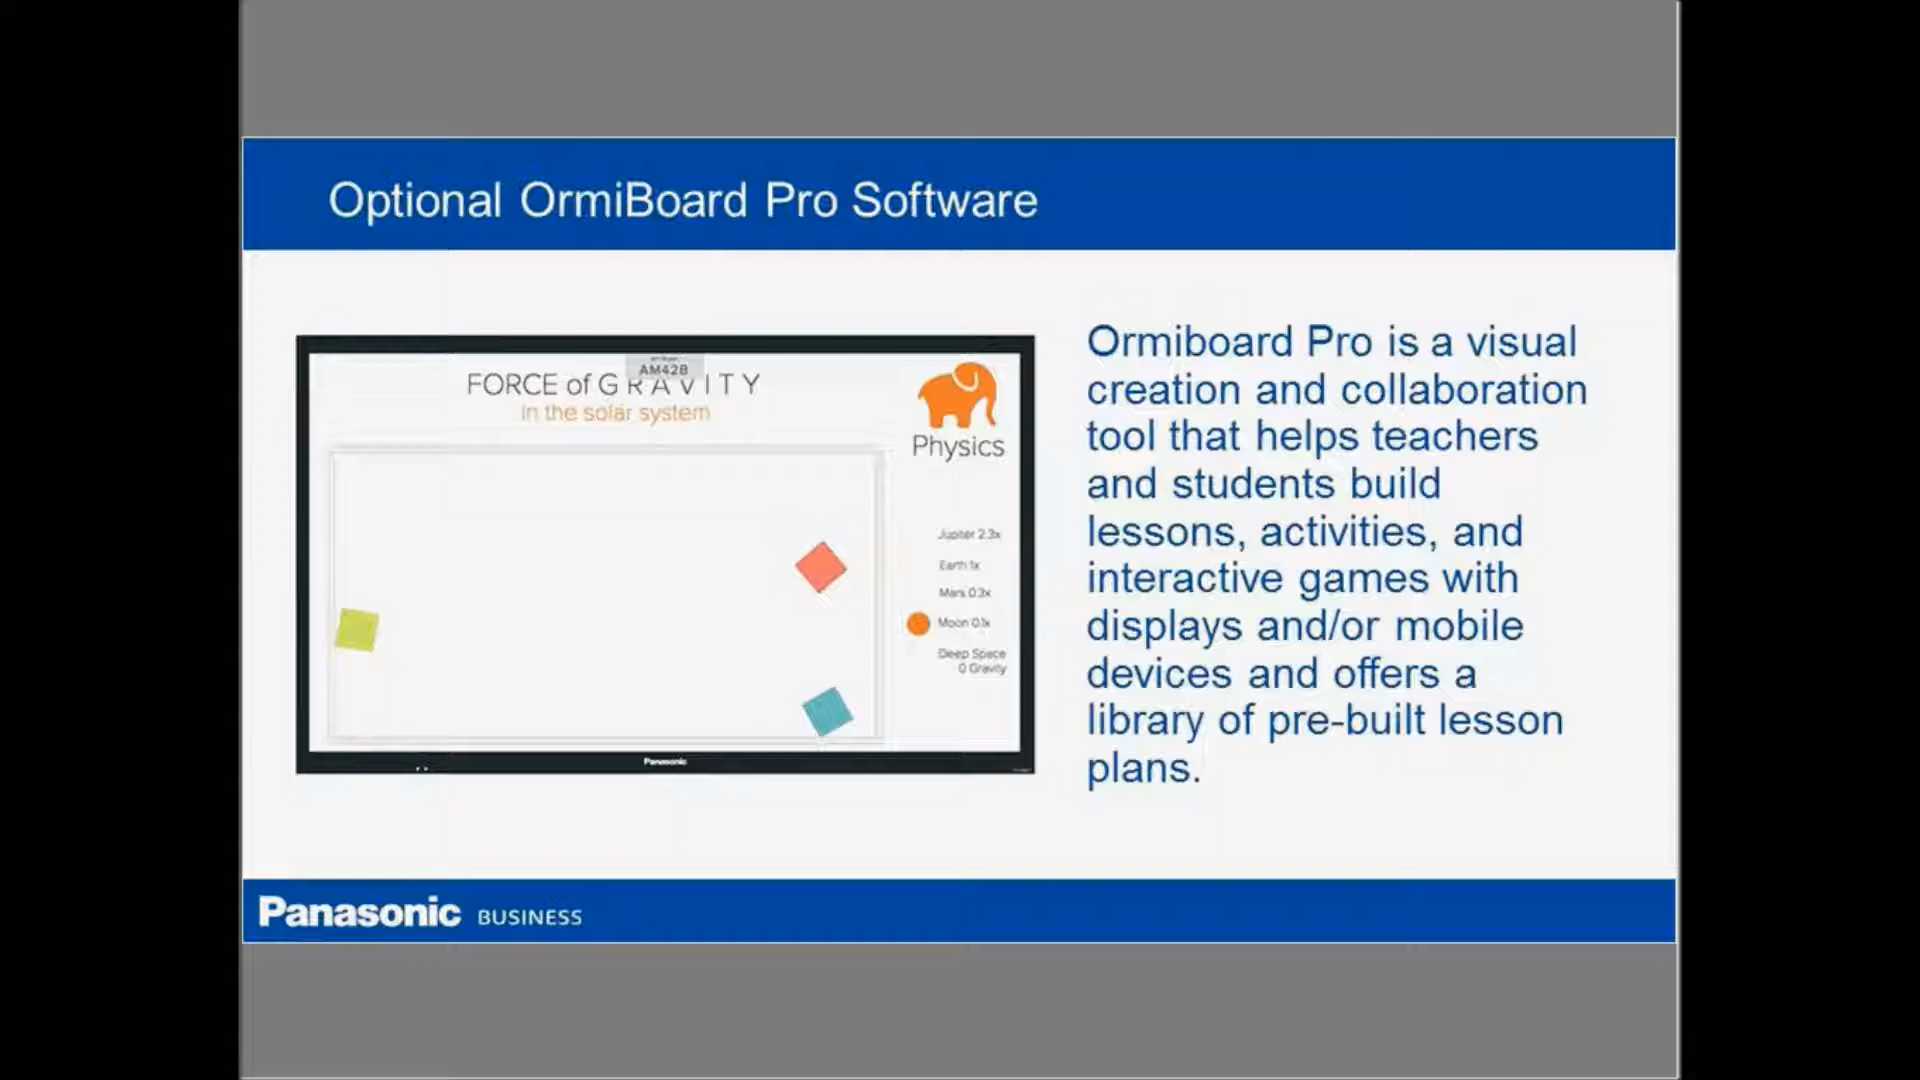 Optional OrmiBoard Pro Software
AM42B
FORCE of GRAVITY
in the solar system
Physics
Jupiter 2.3x
Earth 1x
Mars 0.3x
Moon 0.1x
Deep Space
0 Gravity
Panasonic
Ormiboard Pro is a visual
creation and collaboration
tool that helps teachers
and students build
lessons, activities, and
interactive games with
displays and/or mobile
devices and offers a
library of pre-built lesson
plans.
Panasonic BUSINESS